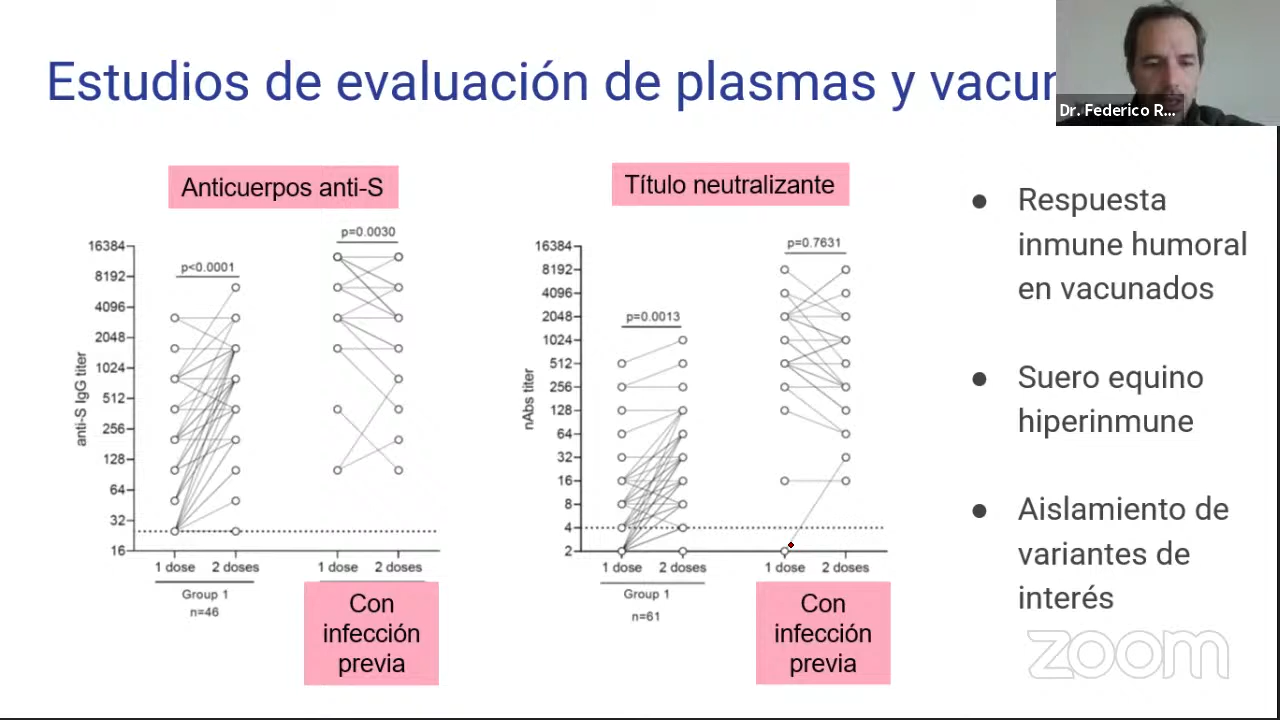 Estudios de evaluación de plasmas y
Dr. Federico R...
Anticuerpos anti-S
p<0.0001
p=0.0030
anti-S IgG titer
16384
8192
4096
2048
1024
512
256
128
64
32
16
1 dose
2 doses
1 dose
2 doses
Group 1
n=46
Con
infección
previa
Título neutralizante
p=0.0013
p=0.7631
nAbs titer
16384
8192
4096
2048
1024
512
256
128
64
32
16
8
4
2
1 dose
2 doses
1 dose
2 doses
Group 1
n=61
Con
infección
previa
● Respuesta
inmune humoral
en vacunados
● Suero equino
hiperinmune
● Aislamiento de
variantes de
interés
zoom